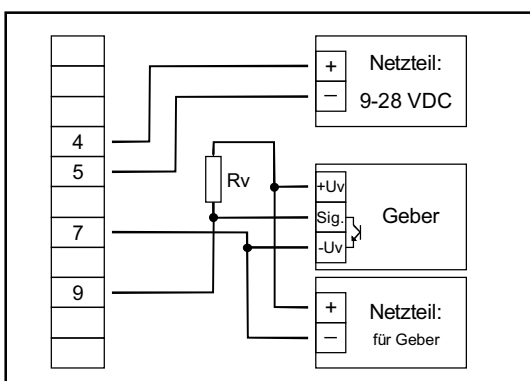 4
5
7
9
Rv
+
–
Netzteil:
9-28 VDC
+Uv
Sig.
-Uv
Geber
+
–
Netzteil:
für Geber